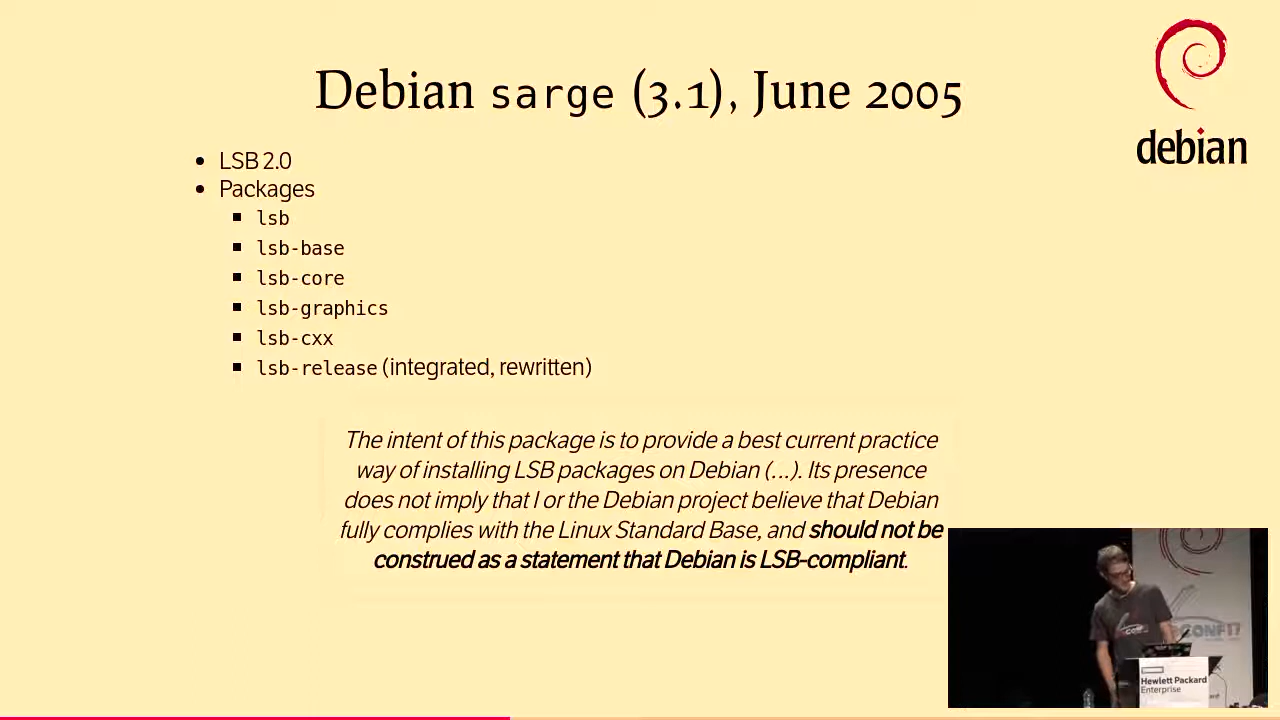 Debian sarge (3.1), June 2005
debian
• LSB 2.0
• Packages
▪ lsb
▪ lsb-base
▪ lsb-core
▪ lsb-graphics
▪ lsb-cxx
▪ lsb-release (integrated, rewritten)
The intent of this package is to provide a best current practice
way of installing LSB packages on Debian (...). Its presence
does not imply that I or the Debian project believe that Debian
fully complies with the Linux Standard Base, and should not be
construed as a statement that Debian is LSB-compliant.
Hewlett Packard
Enterprise